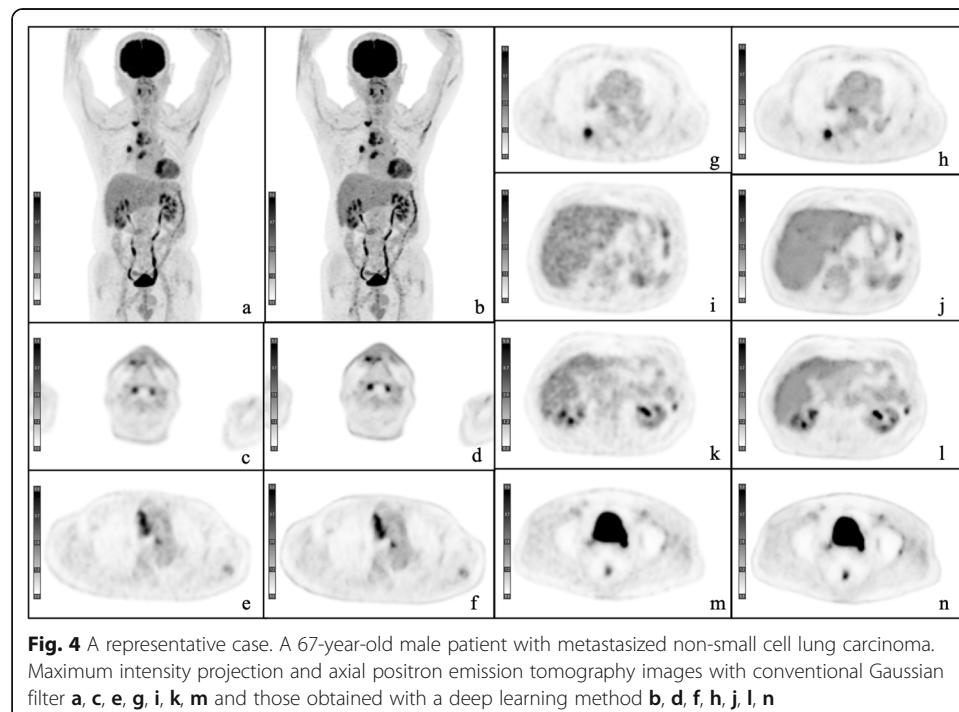 a
b
g
h
i
j
c
d
k
l
e
f
m
n
Fig. 4 A representative case. A 67-year-old male patient with metastasized non-small cell lung carcinoma.
Maximum intensity projection and axial positron emission tomography images with conventional Gaussian
filter a, c, e, g, i, k, m and those obtained with a deep learning method b, d, f, h, j, l, n